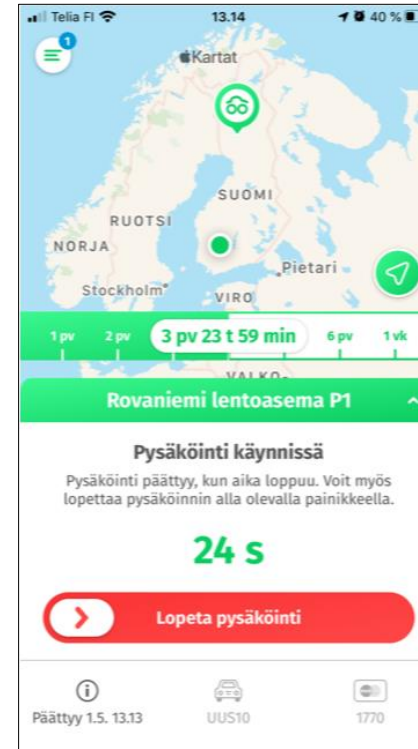 Telia FI 13.14 40 %
1
Kartat
SUOMI
RUOTSI
NORJA
Pietari
Stockholm
VIRO
1 pv 2 pv 3 pv 23 t 59 min 6 pv 1 vk
VALKO-
Rovaniemi lentoasema P1
Pysäköinti käynnissä
Pysäköinti päättyy, kun aika loppuu. Voit myös
lopettaa pysäköinnin alla olevalla painikkeella.
24 s
Lopeta pysäköinti
Päättyy 1.5. 13.13 UUS10 1770